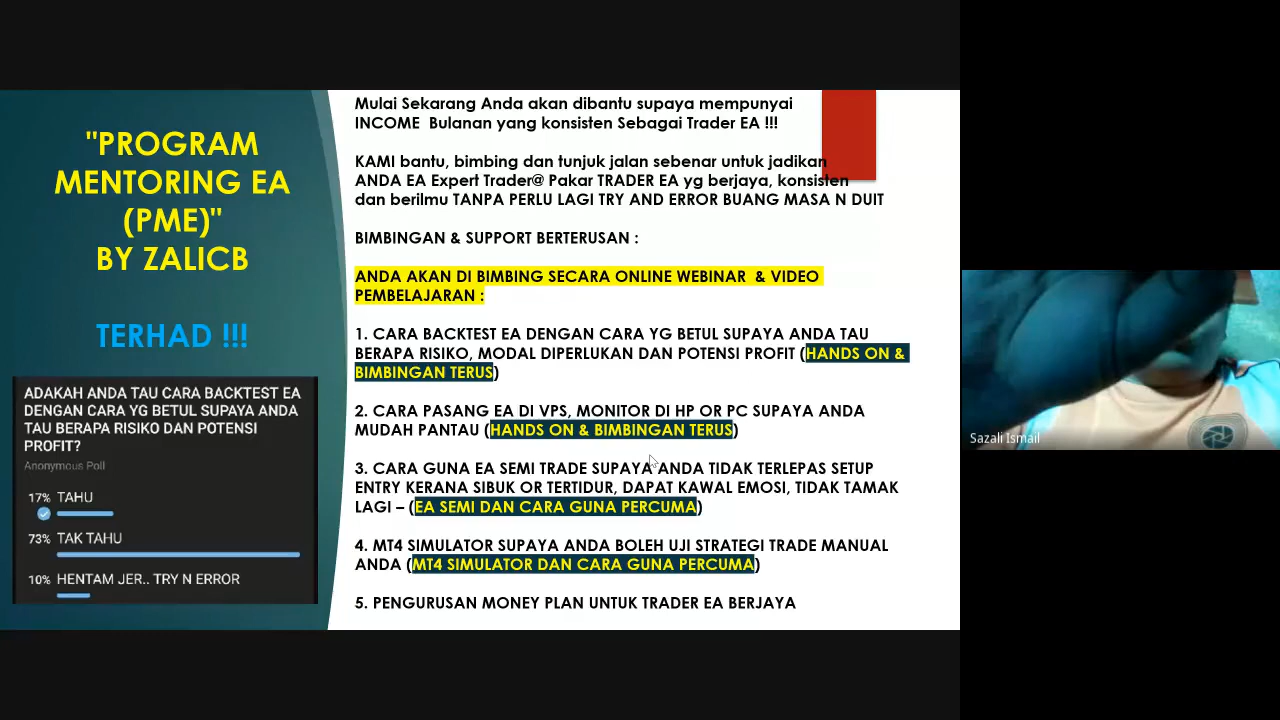 "PROGRAM
MENTORING EA
(PME)"
BY ZALICB
TERHAD !!!
ADAKAH ANDA TAU CARA BACKTEST EA
DENGAN CARA YG BETUL SUPAYA ANDA
TAU BERAPA RISIKO DAN POTENSI
PROFIT?
Anonymous Poll
17% TAHU
73% TAK TAHU
10% HENTAM JER.. TRY N ERROR
Mulai Sekarang Anda akan dibantu supaya mempunyai
INCOME Bulanan yang konsisten Sebagai Trader EA !!!
KAMI bantu, bimbing dan tunjuk jalan sebenar untuk jadikan
ANDA EA Expert Trader@ Pakar TRADER EA yg berjaya, konsisten
dan berilmu TANPA PERLU LAGI TRY AND ERROR BUANG MASA N DUIT
BIMBINGAN & SUPPORT BERTERUSAN :
ANDA AKAN DI BIMBING SECARA ONLINE WEBINAR & VIDEO
PEMBELAJARAN :
1. CARA BACKTEST EA DENGAN CARA YG BETUL SUPAYA ANDA TAU
BERAPA RISIKO, MODAL DIPERLUKAN DAN POTENSI PROFIT (HANDS ON &
BIMBINGAN TERUS)
2. CARA PASANG EA DI VPS, MONITOR DI HP OR PC SUPAYA ANDA
MUDAH PANTAU (HANDS ON & BIMBINGAN TERUS)
3. CARA GUNA EA SEMI TRADE SUPAYA ANDA TIDAK TERLEPAS SETUP
ENTRY KERANA SIBUK OR TERTIDUR, DAPAT KAWAL EMOSI, TIDAK TAMAK
LAGI – (EA SEMI DAN CARA GUNA PERCUMA)
4. MT4 SIMULATOR SUPAYA ANDA BOLEH UJI STRATEGI TRADE MANUAL
ANDA (MT4 SIMULATOR DAN CARA GUNA PERCUMA)
5. PENGURUSAN MONEY PLAN UNTUK TRADER EA BERJAYA
Sazali Ismail